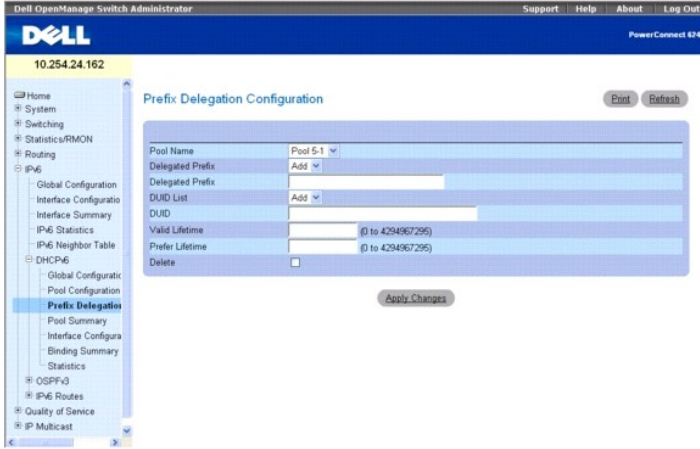 Dell OpenManage Switch Administrator
Support Help About Log Out
DELL
PowerConnect 624
10.254.24.162
Home
System
Switching
Statistics/RMON
Routing
IPv6
Global Configuration
Interface Configuratio
Interface Summary
IPv6 Statistics
IPv6 Neighbor Table
DHCPv6
Global Configuratic
Pool Configuration
Prefix Delegation
Pool Summary
Interface Configura
Binding Summary
Statistics
OSPFv3
IPv6 Routes
Quality of Service
IP Multicast
Prefix Delegation Configuration
Print Refresh
Pool Name Pool 5-1
Delegated Prefix Add
Delegated Prefix
DUID List Add
DUID
Valid Lifetime (0 to 4294967295)
Prefer Lifetime (0 to 4294967295)
Delete
Apply Changes